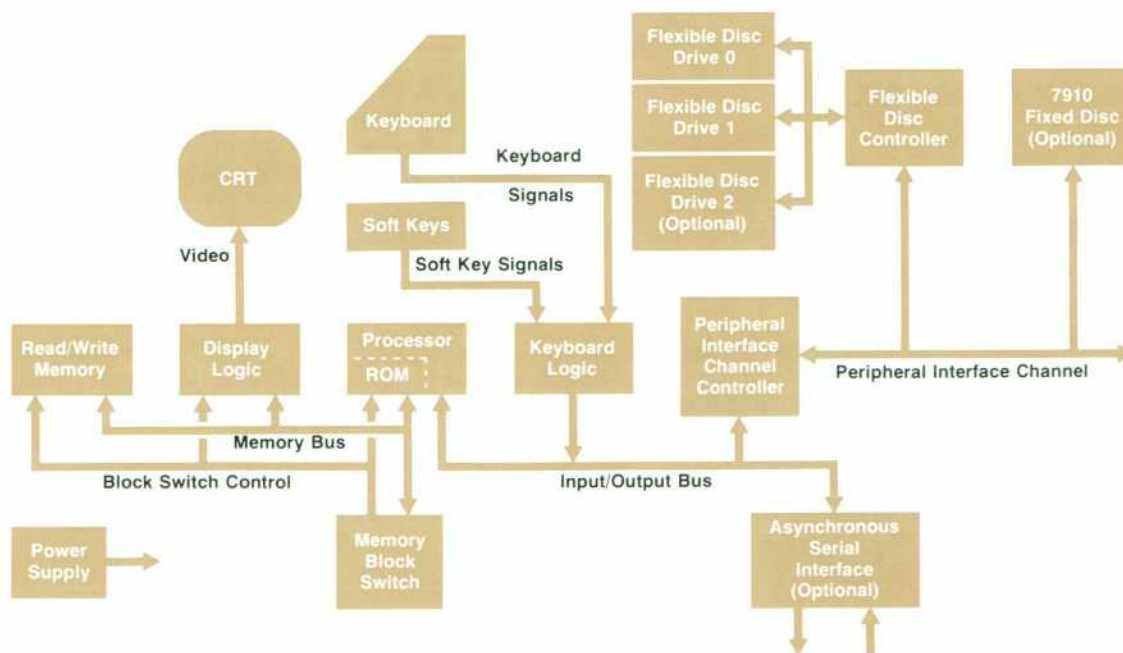 Flexible Disc
Drive 0
Flexible Disc
Drive 1
Flexible Disc
Drive 2
(Optional)
Flexible
Disc
Controller
7910
Fixed Disc
(Optional)
Keyboard
Keyboard
Signals
CRT
Soft Keys
Soft Key Signals
Video
Read/Write
Memory
Display
Logic
Processor
ROM
Keyboard
Logic
Peripheral
Interface
Channel
Controller
Peripheral Interface Channel
Memory Bus
Block Switch Control
Input/Output Bus
Power
Supply
Memory
Block
Switch
Asynchronous
Serial
Interface
(Optional)